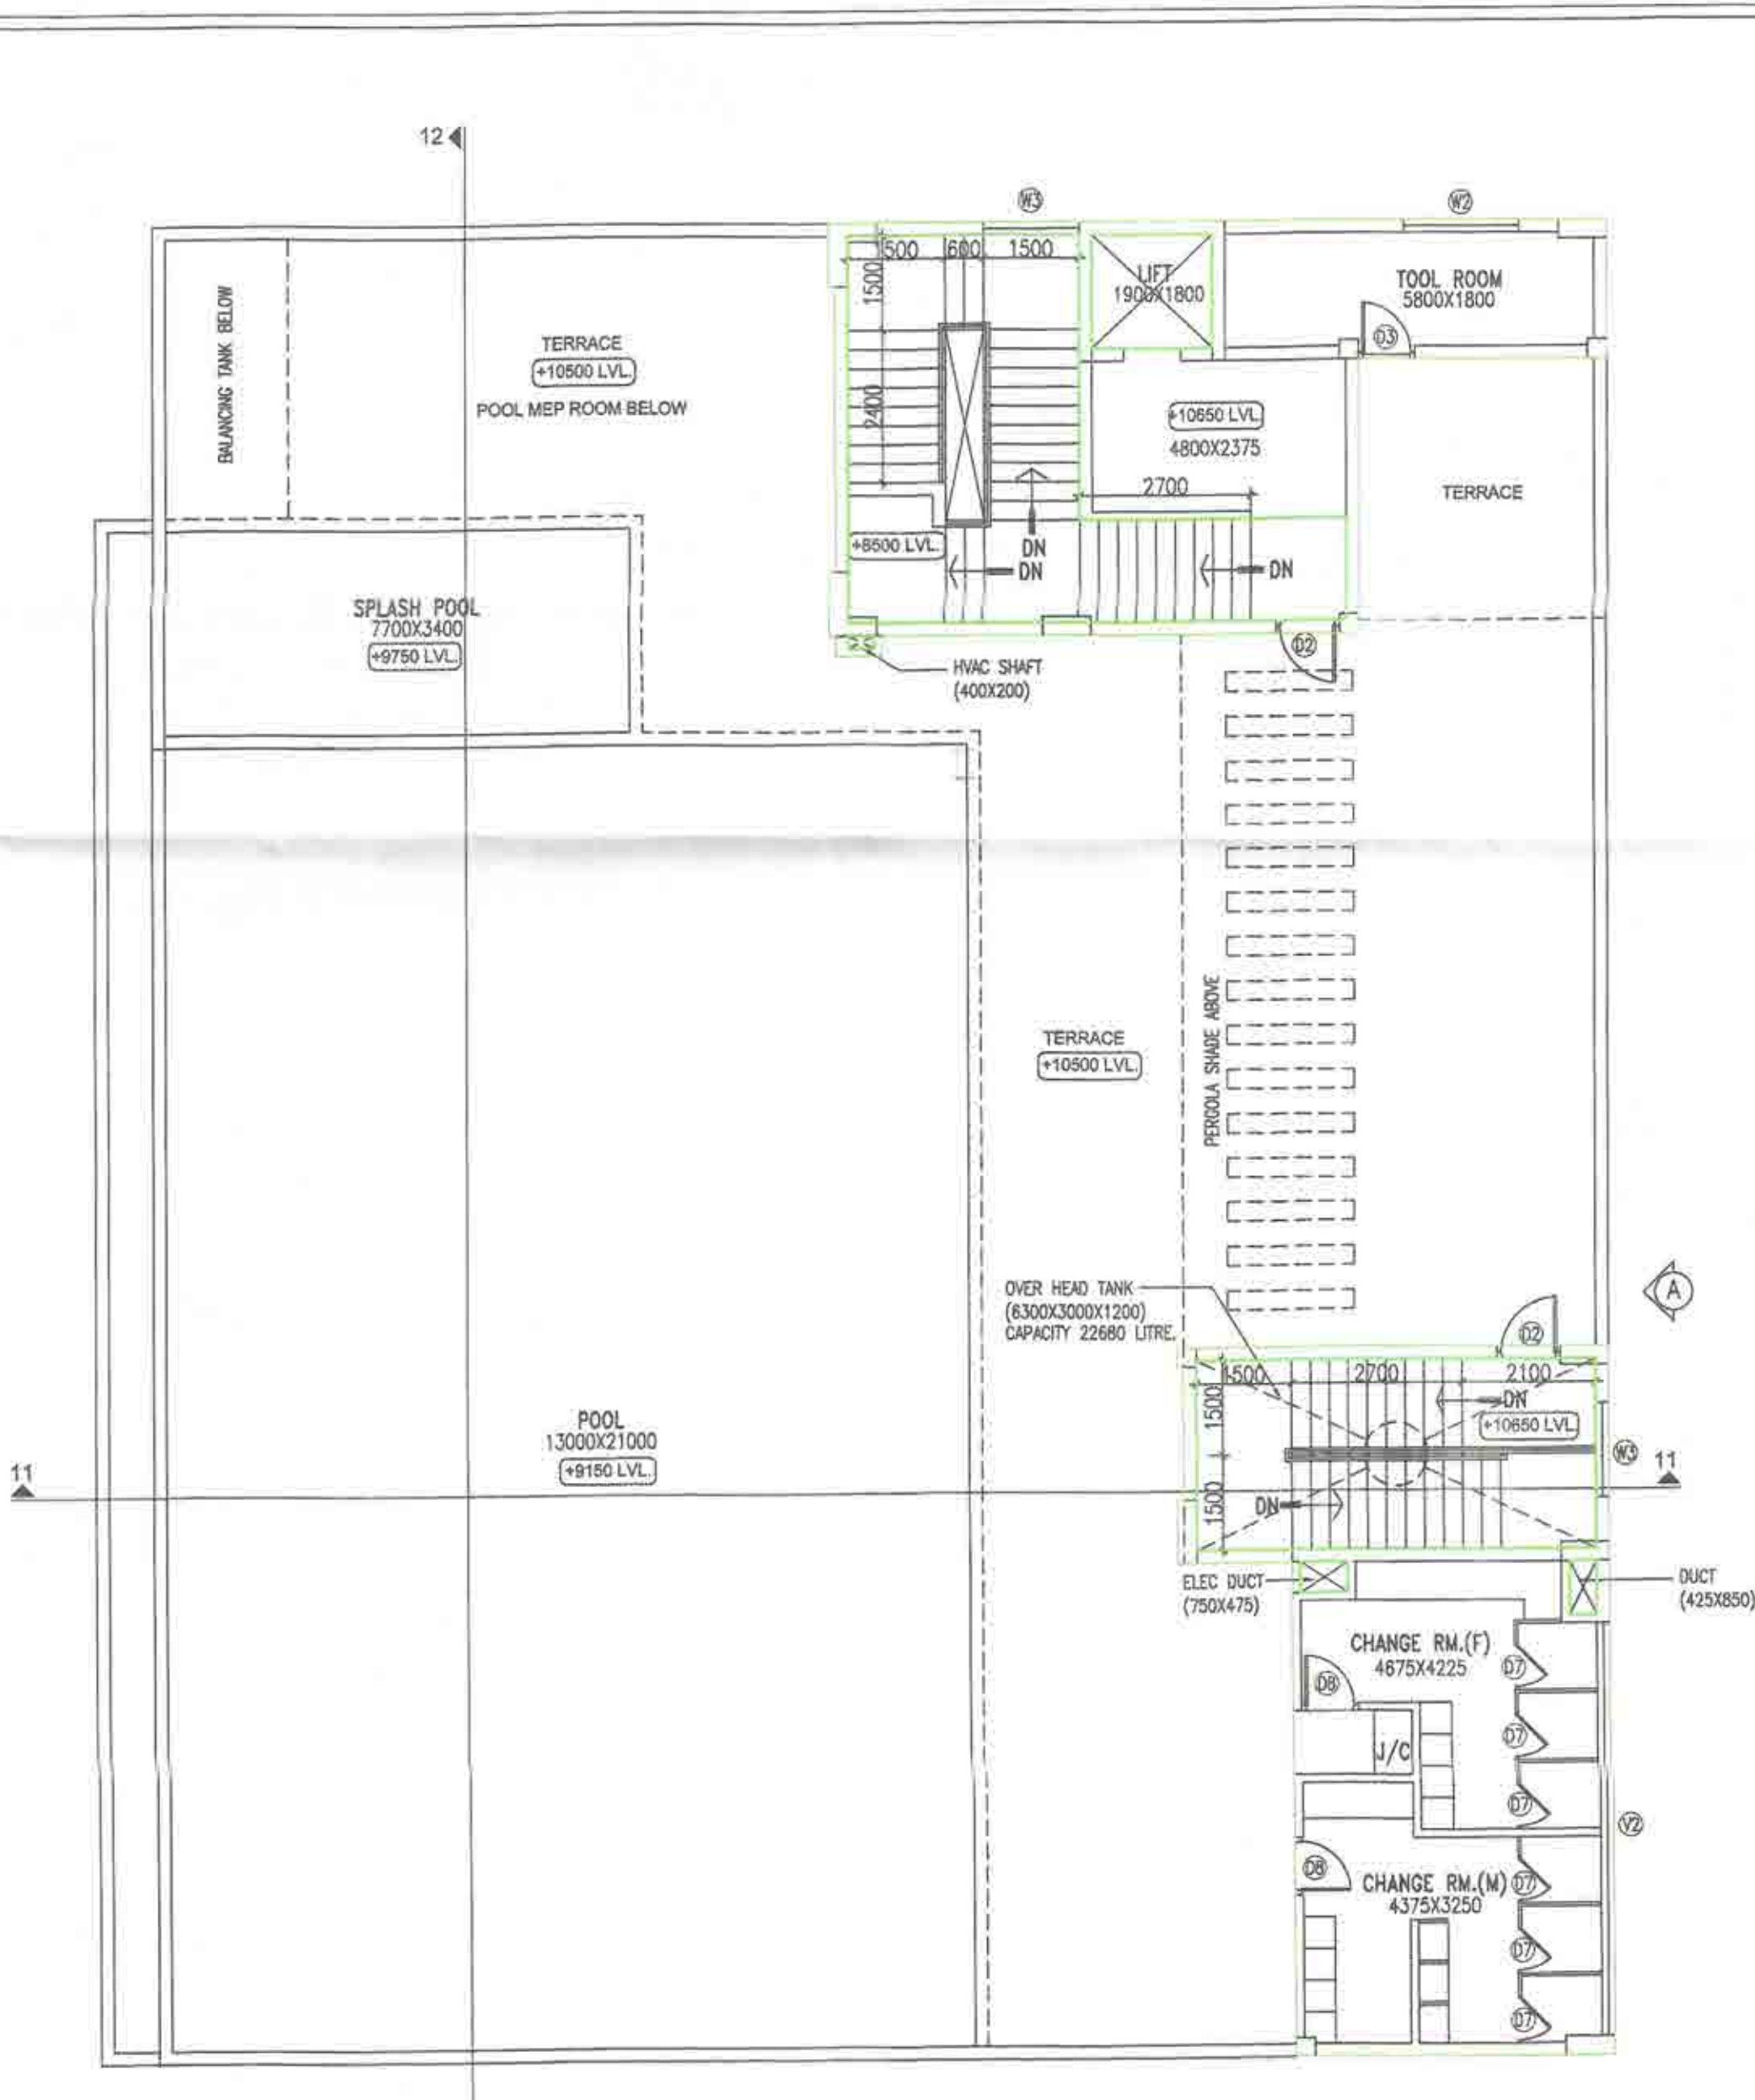 12
W3
W2
1500
600
1500
1500
2400
LIFT
1900X1800
TOOL ROOM
5800X1800
D3
BALANCING TANK BELOW
TERRACE
+10500 LVL.
POOL MEP ROOM BELOW
+10650 LVL.
4800X2375
2700
TERRACE
+8500 LVL.
DN
DN
DN
SPLASH POOL
7700X3400
+9750 LVL.
D2
HVAC SHAFT
(400X200)
PERGOLA SHADE ABOVE
TERRACE
+10500 LVL.
A
OVER HEAD TANK
(6300X3000X1200)
CAPACITY 22680 LITRE.
D2
1500
2700
2100
1500
DN
+10650 LVL.
POOL
13000X21000
+9150 LVL.
11
W3
11
1500
DN
ELEC DUCT
(750X475)
DUCT
(425X850)
CHANGE RM.(F)
4675X4225
D7
D8
D7
J/C
D7
V2
D8
CHANGE RM.(M)
4375X3250
D7
D7
D7